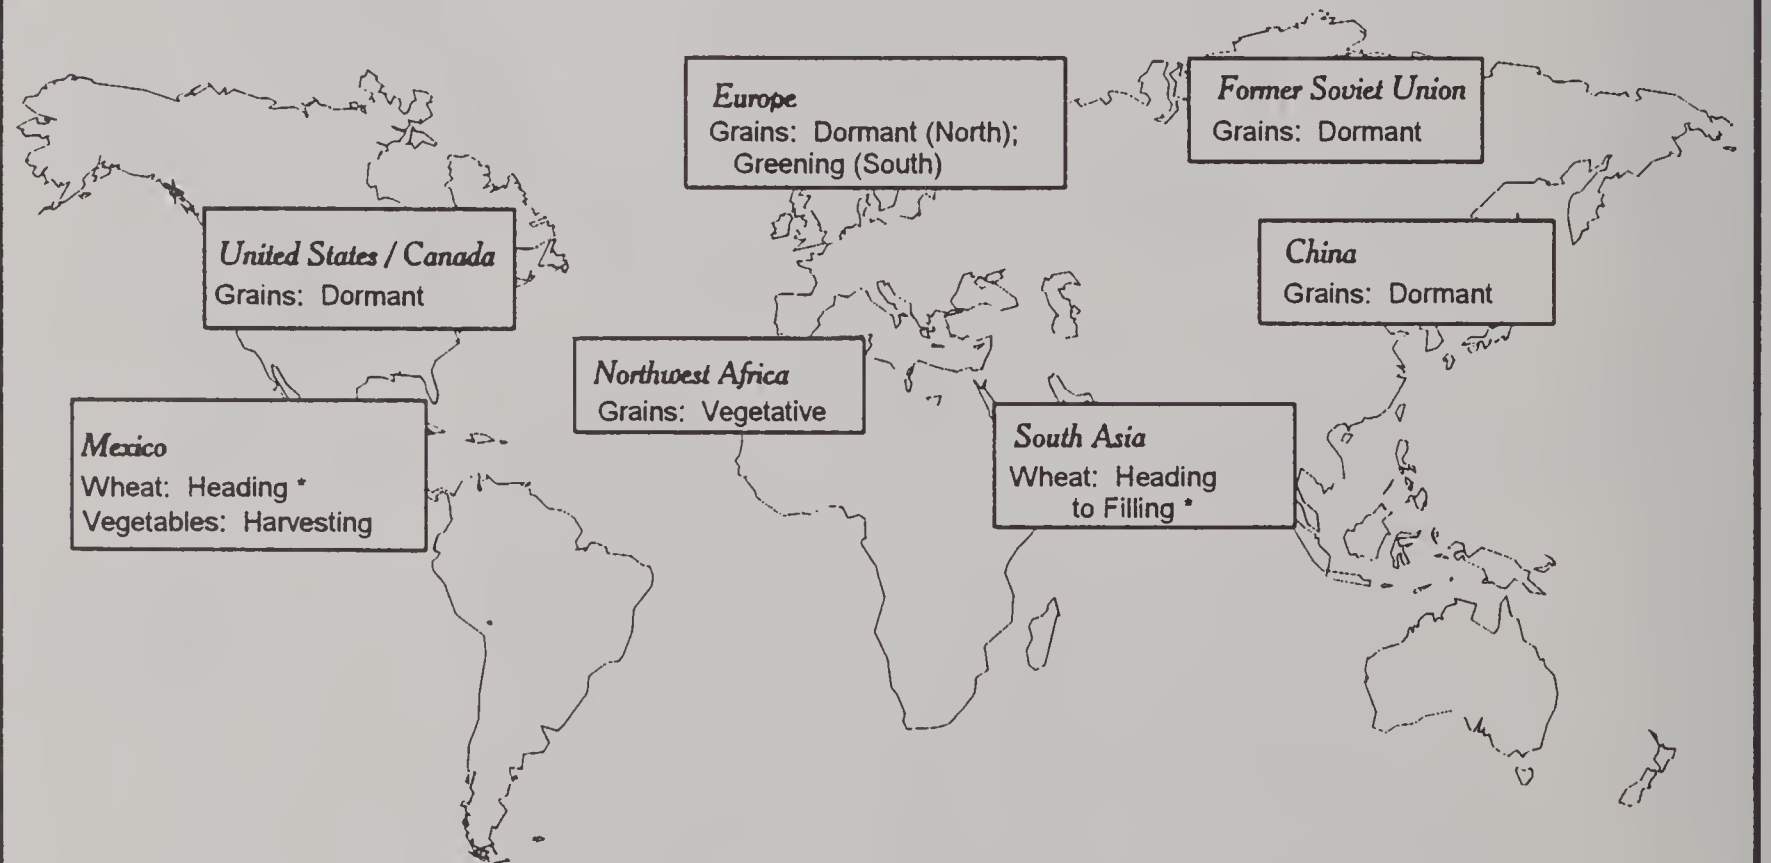 Europe
Grains: Dormant (North);
Greening (South)
Former Soviet Union
Grains: Dormant
United States / Canada
Grains: Dormant
China
Grains: Dormant
Northwest Africa
Grains: Vegetative
Mexico
Wheat: Heading *
Vegetables: Harvesting
South Asia
Wheat: Heading
to Filling *